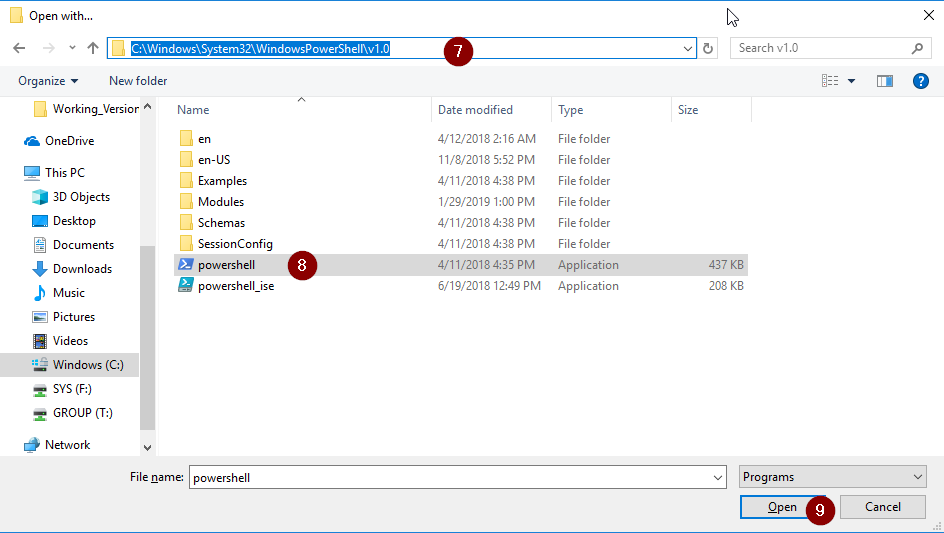 Open with...
C:\Windows\System32\WindowsPowerShell\v1.0
7
Search v1.0
Organize
New folder
?
Working_Version
OneDrive
This PC
3D Objects
Desktop
Documents
Downloads
Music
Pictures
Videos
Windows (C:)
SYS (F:)
GROUP (T:)
Network
Name Date modified Type Size
en 4/12/2018 2:16 AM File folder
en-US 11/8/2018 5:52 PM File folder
Examples 4/11/2018 4:38 PM File folder
Modules 1/29/2019 1:00 PM File folder
Schemas 4/11/2018 4:38 PM File folder
SessionConfig 4/11/2018 4:38 PM File folder
powershell 8 4/11/2018 4:35 PM Application 437 KB
powershell_ise 6/19/2018 12:49 PM Application 208 KB
File name: powershell
Programs
Open 9
Cancel